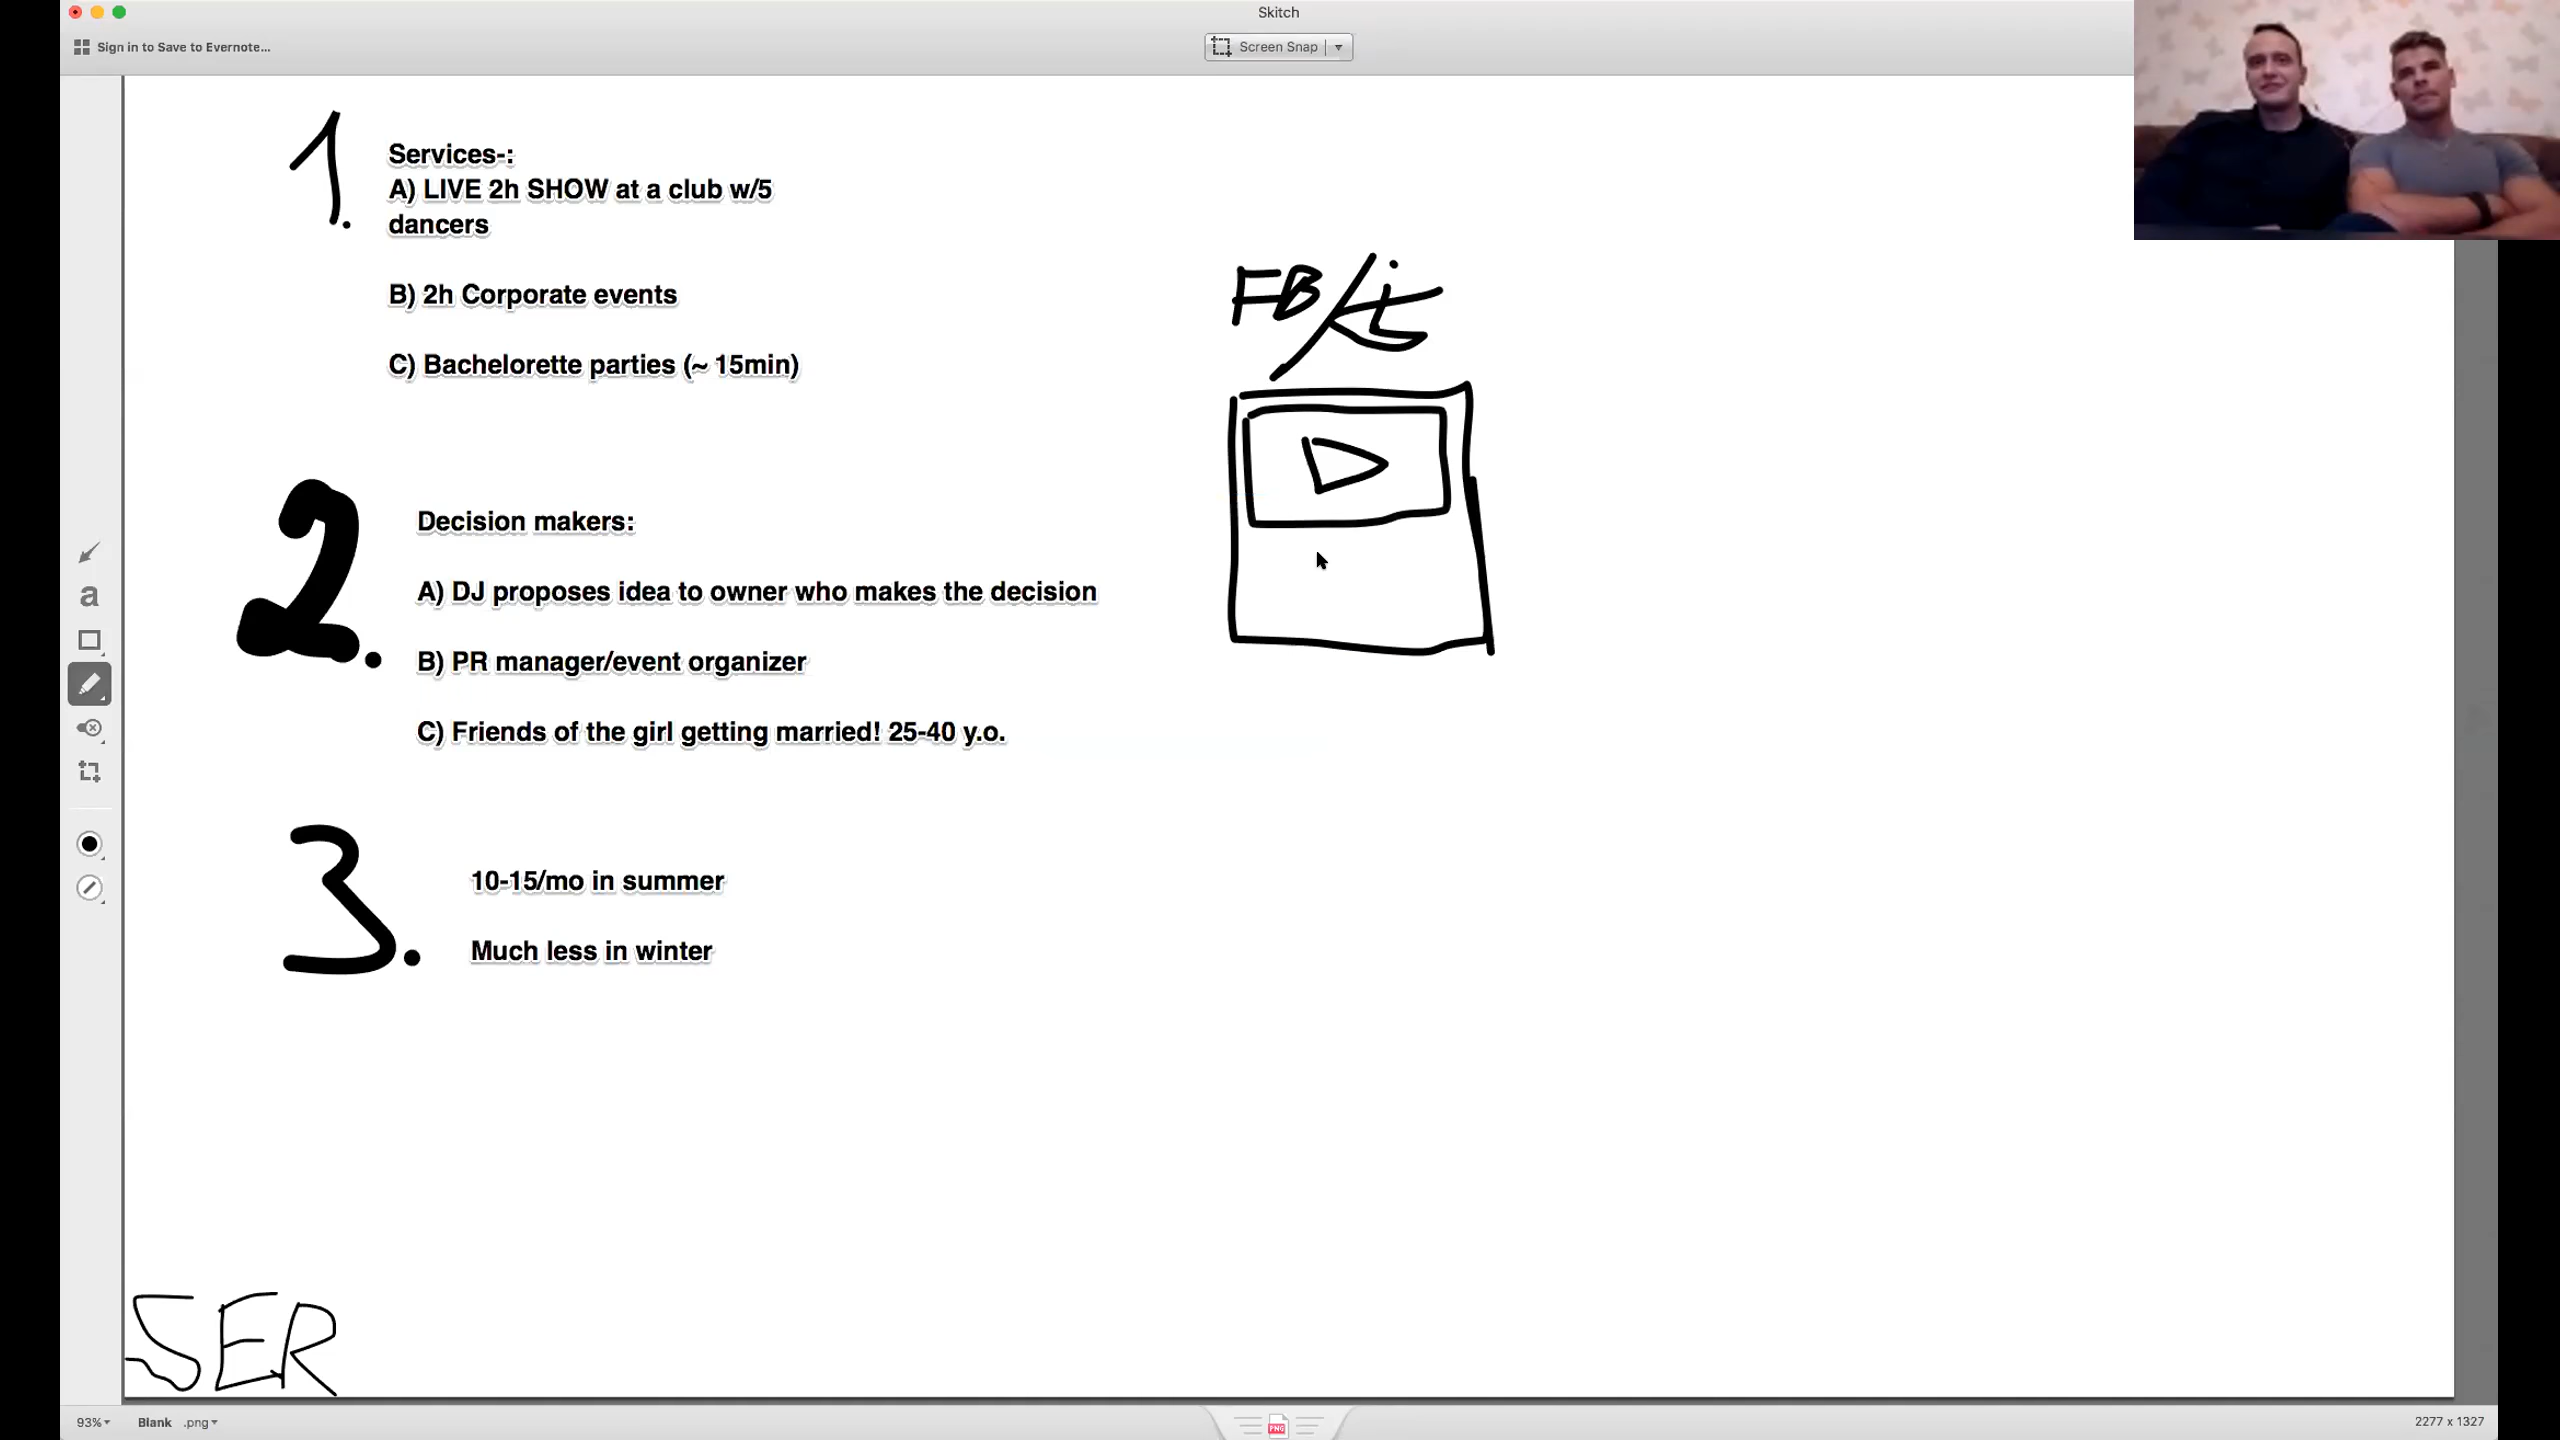 Skitch
Sign in to Save to Evernote...
Screen Snap
1.
Services-:
A) LIVE 2h SHOW at a club w/5
dancers
B) 2h Corporate events
C) Bachelorette parties (~ 15min)
FB/
2.
Decision makers:
A) DJ proposes idea to owner who makes the decision
B) PR manager/event organizer
C) Friends of the girl getting married! 25-40 y.o.
a
3.
10-15/mo in summer
Much less in winter
SER
93%
Blank .png
PNG
2277 x 1327